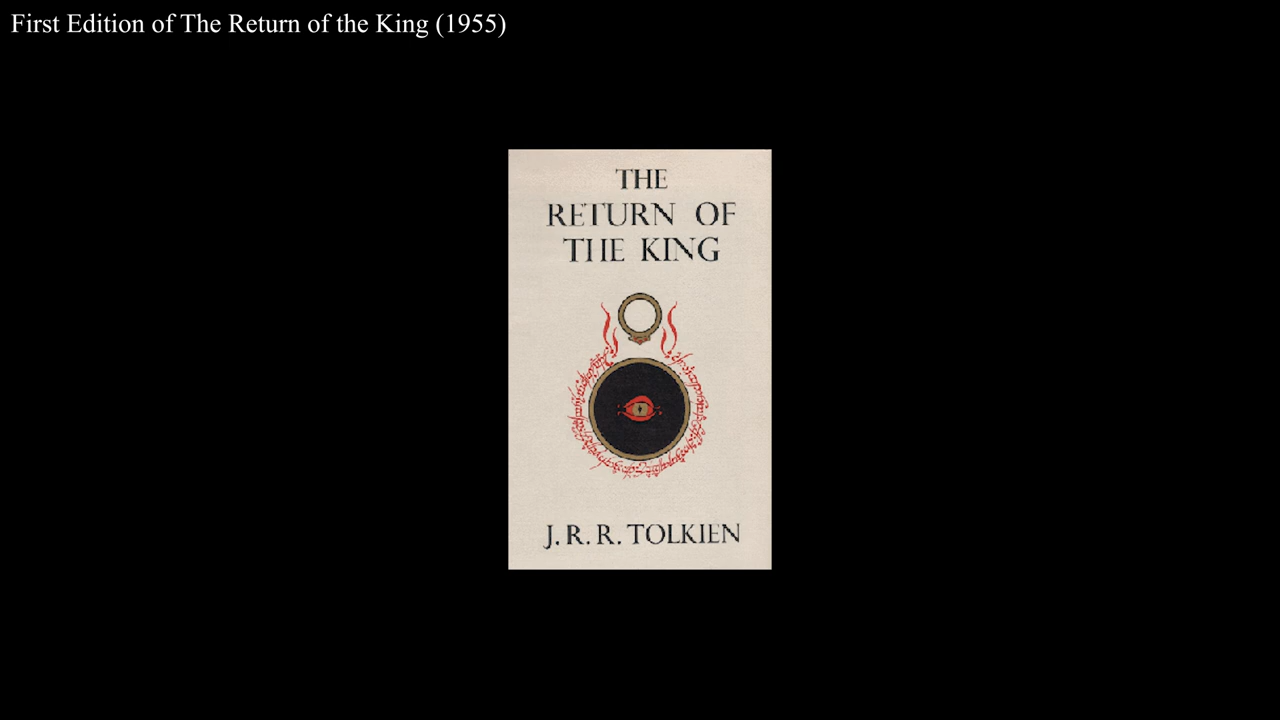 First Edition of The Return of the King (1955)
THE
RETURN OF
THE KING
J. R. R. TOLKIEN